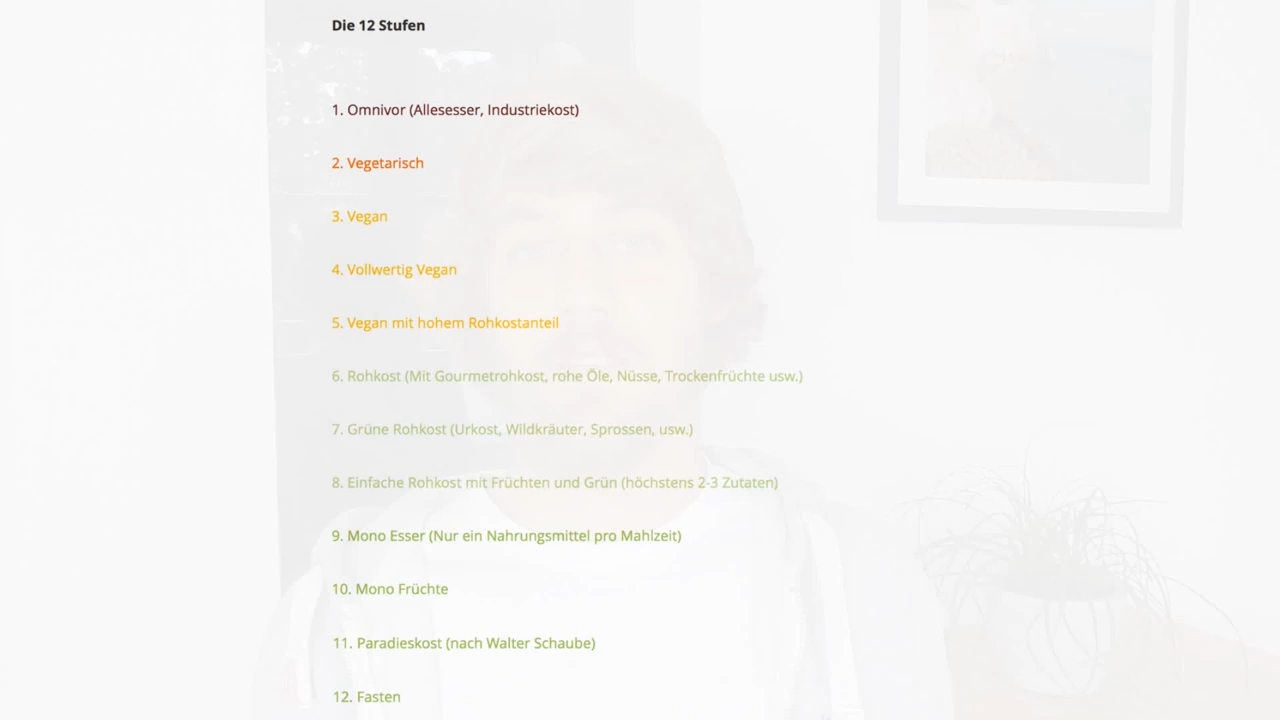 Die 12 Stufen
1. Omnivor (Allesesser, Industriekost)
2. Vegetarisch
3. Vegan
4. Vollwertig Vegan
5. Vegan mit hohem Rohkostanteil
6. Rohkost (Mit Gourmetrohkost, rohe Öle, Nüsse, Trockenfrüchte usw.)
7. Grüne Rohkost (Urkost, Wildkräuter, Sprossen, usw.)
8. Einfache Rohkost mit Früchten und Grün (höchstens 2-3 Zutaten)
9. Mono Esser (Nur ein Nahrungsmittel pro Mahlzeit)
10. Mono Früchte
11. Paradieskost (nach Walter Schaube)
12. Fasten